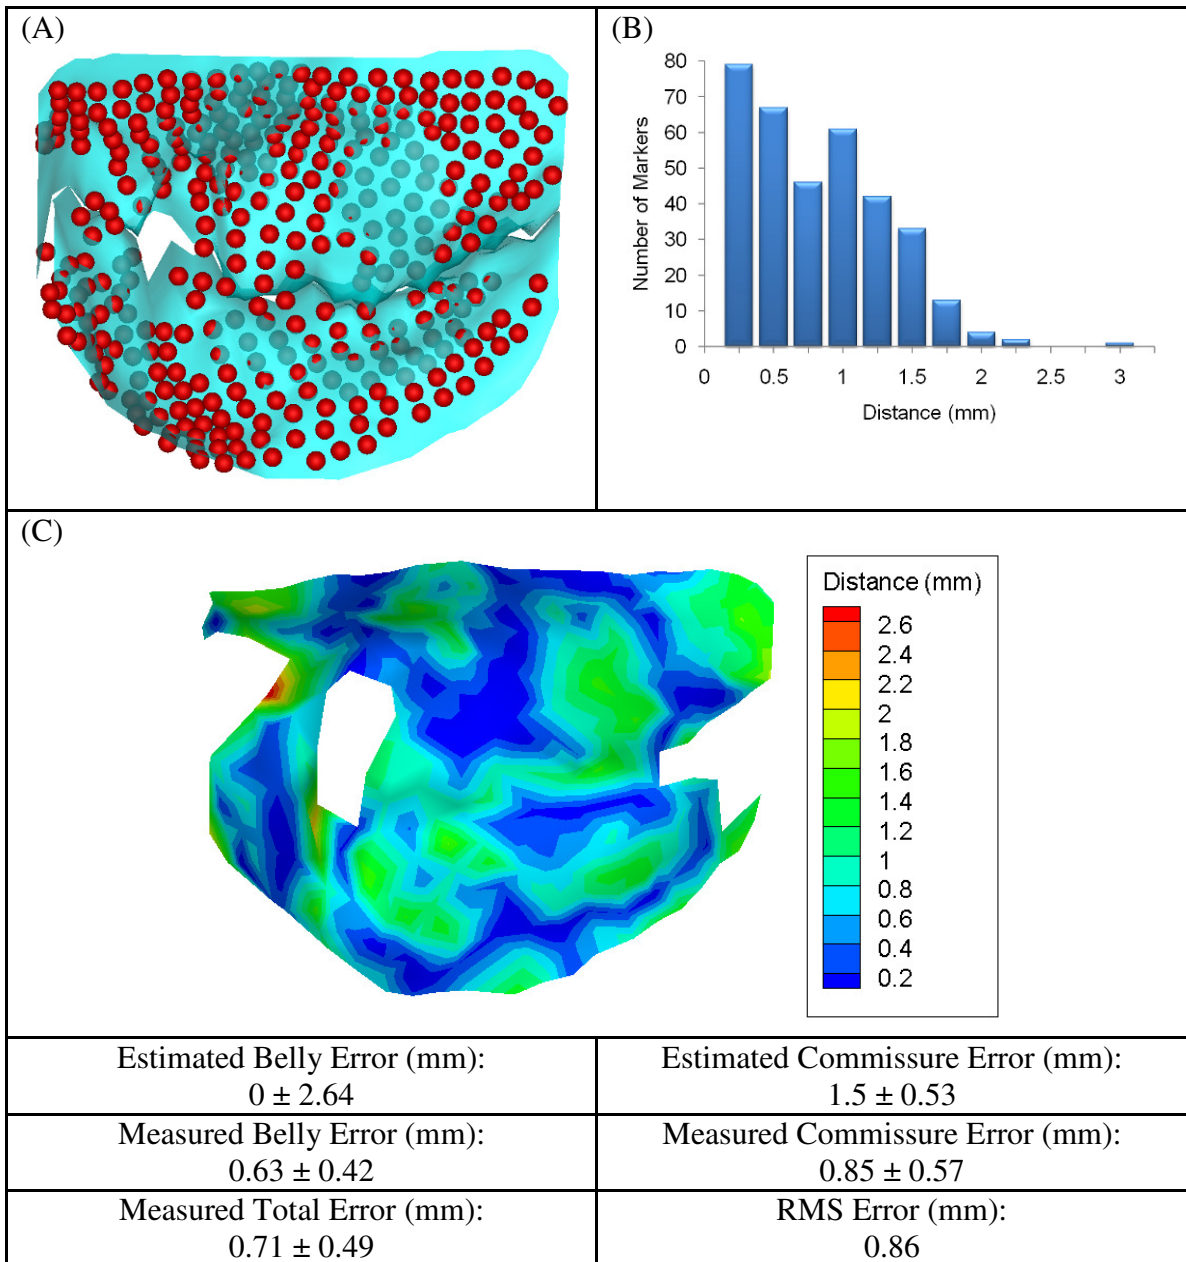 (A)
(B)
80
70
60
50
40
30
20
10
0
Number of Markers
0 0.5 1 1.5 2 2.5 3
Distance (mm)
(C)
Distance (mm)
2.6
2.4
2.2
2
1.8
1.6
1.4
1.2
1
0.8
0.6
0.4
0.2
Estimated Belly Error (mm):
0 ± 2.64
Estimated Commissure Error (mm):
1.5 ± 0.53
Measured Belly Error (mm):
0.63 ± 0.42
Measured Commissure Error (mm):
0.85 ± 0.57
Measured Total Error (mm):
0.71 ± 0.49
RMS Error (mm):
0.86